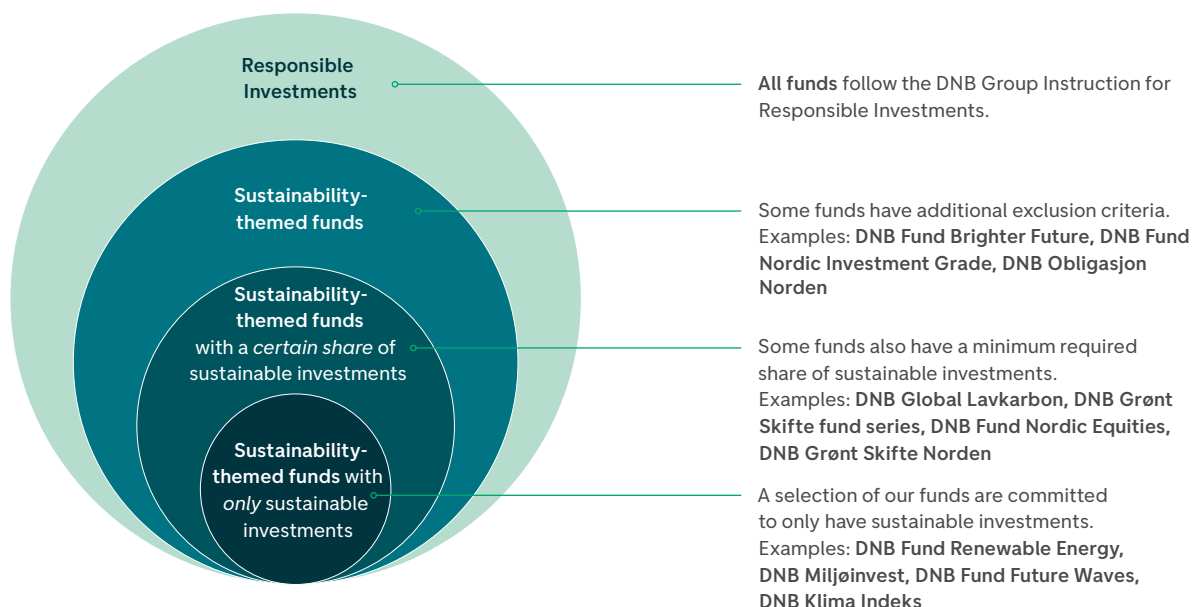 Responsible
Investments
All funds follow the DNB Group Instruction for
Responsible Investments.
Sustainability-
themed funds
Some funds have additional exclusion criteria.
Examples: DNB Fund Brighter Future, DNB Fund
Nordic Investment Grade, DNB Obligasjon
Norden
Sustainability-
themed funds
with a certain share of
sustainable investments
Some funds also have a minimum required
share of sustainable investments.
Examples: DNB Global Lavkarbon, DNB Grønt
Skifte fund series, DNB Fund Nordic Equities,
DNB Grønt Skifte Norden
Sustainability-
themed funds with
only sustainable
investments
A selection of our funds are committed
to only have sustainable investments.
Examples: DNB Fund Renewable Energy,
DNB Miljøinvest, DNB Fund Future Waves,
DNB Klima Indeks